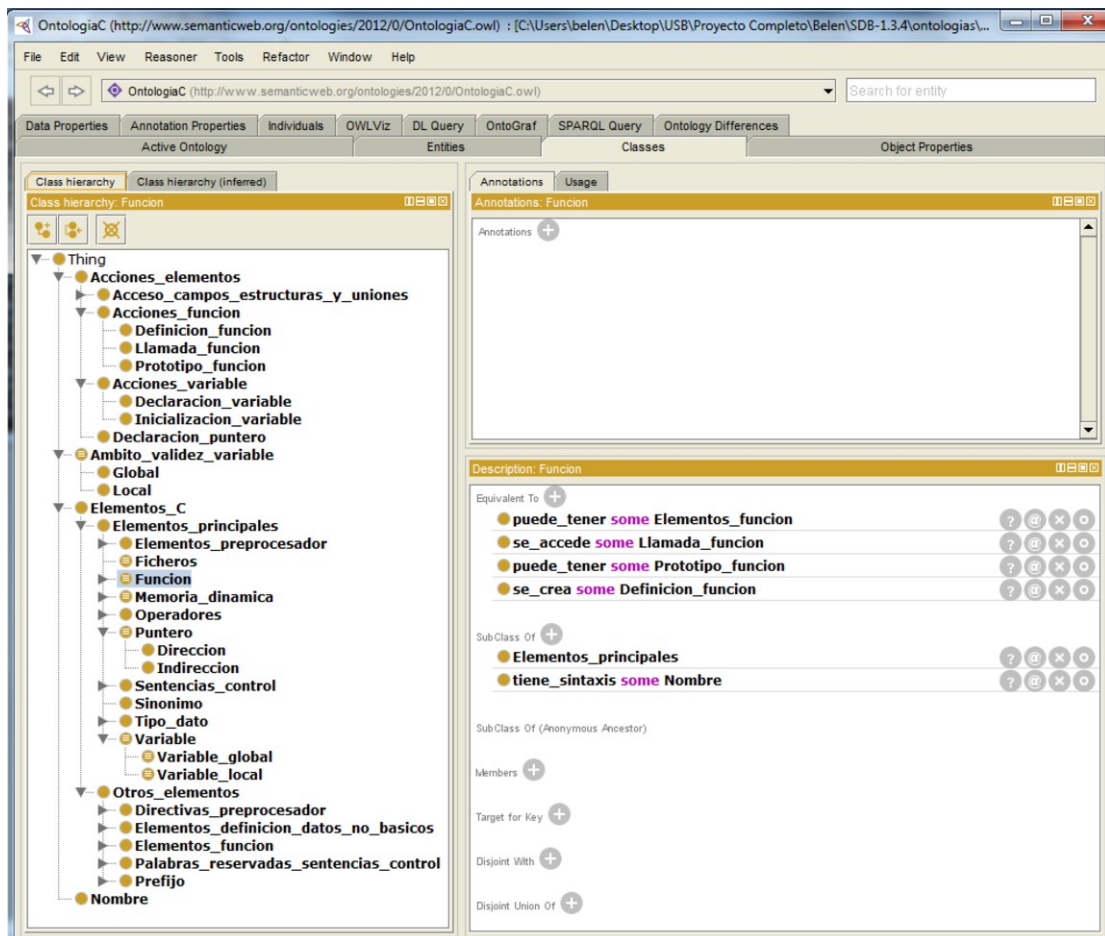 OntologiaC (http://www.semanticweb.org/ontologies/2012/0/OntologiaC.owl) : [C:\Users\belen\Desktop\USB\Proyecto Completo\Belen\SDB-1.3.4\ontologias\...
File Edit View Reasoner Tools Refactor Window Help
OntologiaC (http://www.semanticweb.org/ontologies/2012/0/OntologiaC.owl) Search for entity
Data Properties Annotation Properties Individuals OWLViz DL Query OntoGraf SPARQL Query Ontology Differences
Active Ontology Entities Classes Object Properties
Class hierarchy Class hierarchy (inferred)
Class hierarchy: Funcion
Thing
Acciones_elementos
Acceso_campos_estructuras_y_uniones
Acciones_funcion
Definicion_funcion
Llamada_funcion
Prototipo_funcion
Acciones_variable
Declaracion_variable
Inicializacion_variable
Declaracion_puntero
Ambito_validez_variable
Global
Local
Elementos_C
Elementos_principales
Elementos_preprocesador
Ficheros
Funcion
Memoria_dinamica
Operadores
Puntero
Direccion
Indireccion
Sentencias_control
Sinonimo
Tipo_dato
Variable
Variable_global
Variable_local
Otros_elementos
Directivas_preprocesador
Elementos_definicion_datos_no_basicos
Elementos_funcion
Palabras_reservadas_sentencias_control
Prefijo
Nombre
Annotations Usage
Annotations: Funcion
Annotations
Description: Funcion
Equivalent To
puede_tener some Elementos_funcion
se_accede some Llamada_funcion
puede_tener some Prototipo_funcion
se_crea some Definicion_funcion
SubClass Of
Elementos_principales
tiene_sintaxis some Nombre
SubClass Of (Anonymous Ancestor)
Members
Target for Key
Disjoint With
Disjoint Union Of